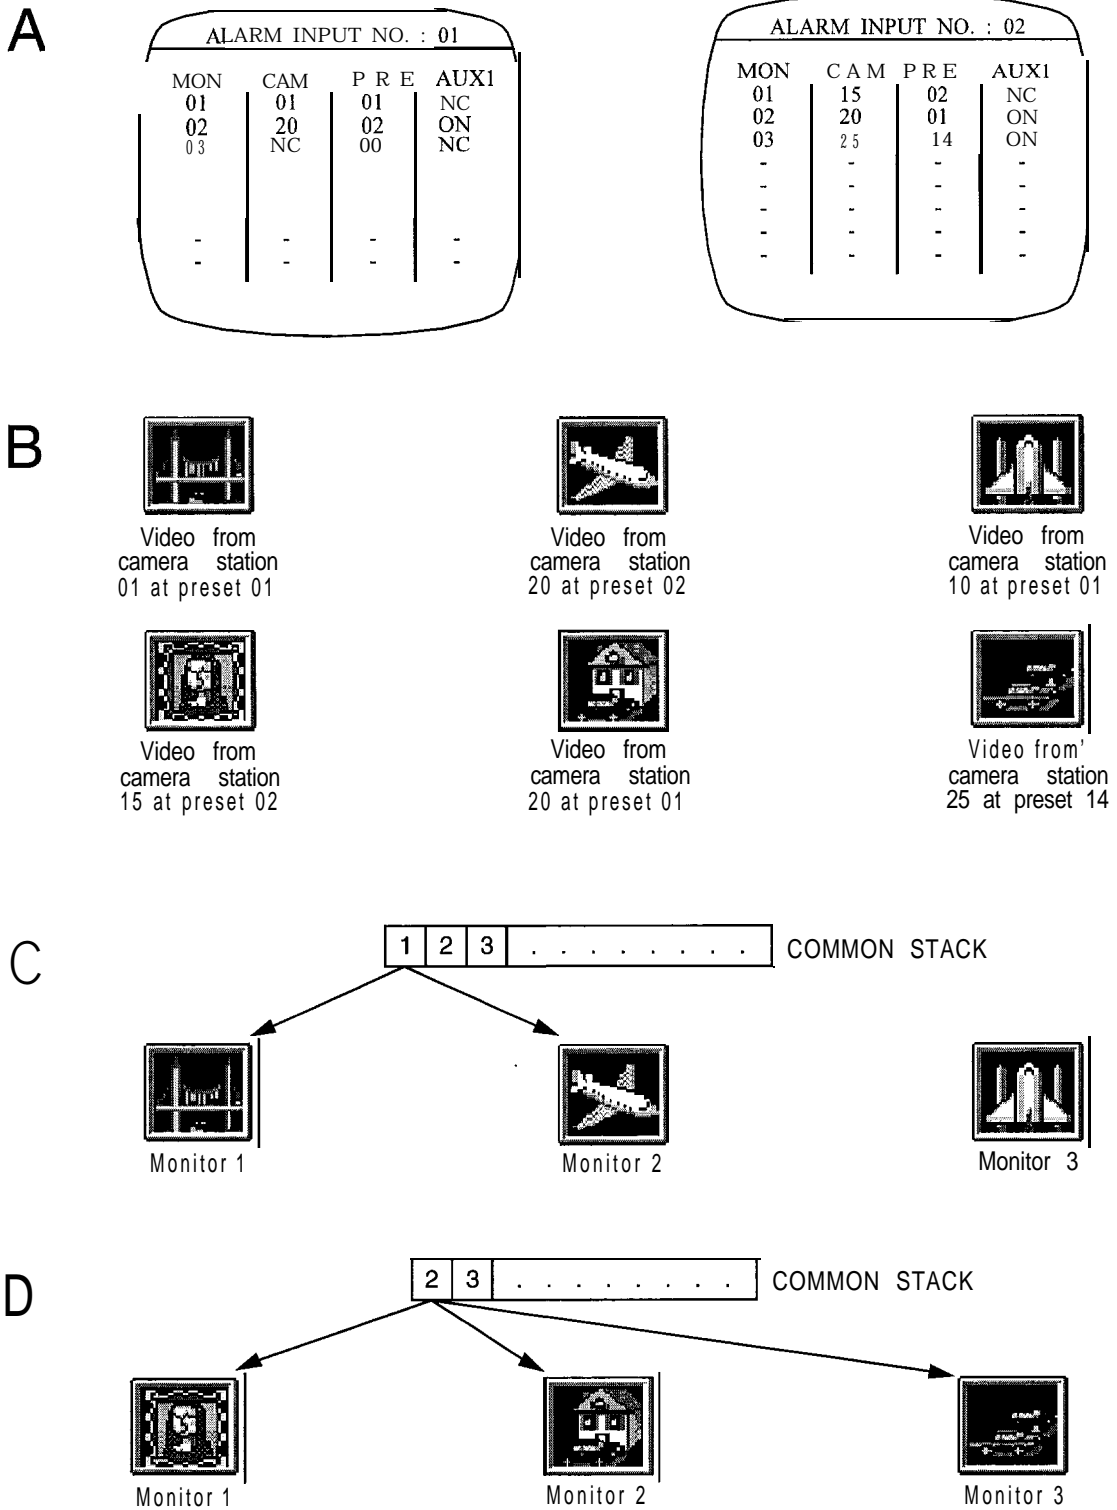 A
ALARM INPUT NO. : 01
MON CAM PRE AUX1
01 01 01 NC
02 20 02 ON
03 NC 00 NC
- - - -
- - - -
ALARM INPUT NO. : 02
MON CAM PRE AUX1
01 15 02 NC
02 20 01 ON
03 25 14 ON
- - - -
- - - -
- - - -
- - - -
- - - -
B
Video from
camera station
01 at preset 01
Video from
camera station
20 at preset 02
Video from
camera station
10 at preset 01
Video from
camera station
15 at preset 02
Video from
camera station
20 at preset 01
Video from'
camera station
25 at preset 14
C
1 2 3 . . . . . . . . COMMON STACK
Monitor 1
Monitor 2
Monitor 3
D
2 3 . . . . . . . . COMMON STACK
Monitor 1
Monitor 2
Monitor 3